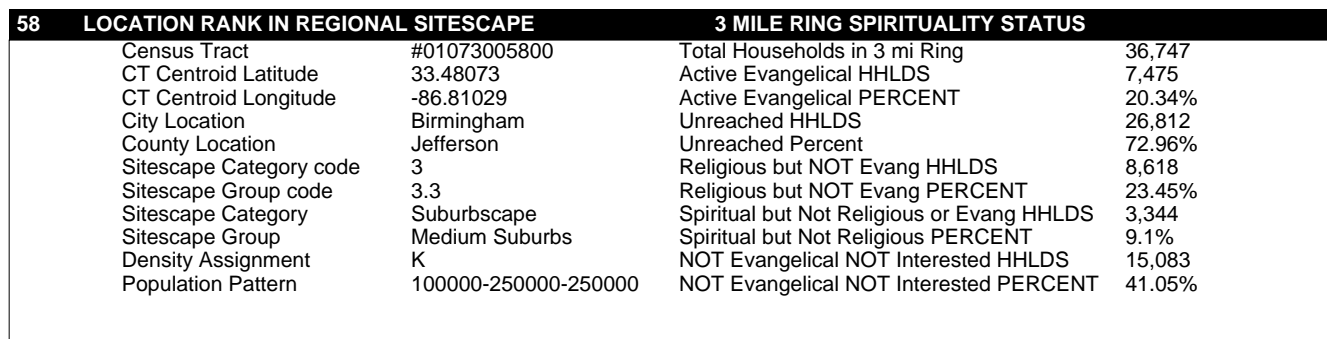 58 LOCATION RANK IN REGIONAL SITESCAPE 3 MILE RING SPIRITUALITY STATUS
Census Tract #01073005800 Total Households in 3 mi Ring 36,747
CT Centroid Latitude 33.48073 Active Evangelical HHLDS 7,475
CT Centroid Longitude -86.81029 Active Evangelical PERCENT 20.34%
City Location Birmingham Unreached HHLDS 26,812
County Location Jefferson Unreached Percent 72.96%
Sitescape Category code 3 Religious but NOT Evang HHLDS 8,618
Sitescape Group code 3.3 Religious but NOT Evang PERCENT 23.45%
Sitescape Category Suburbscape Spiritual but Not Religious or Evang HHLDS 3,344
Sitescape Group Medium Suburbs Spiritual but Not Religious PERCENT 9.1%
Density Assignment K NOT Evangelical NOT Interested HHLDS 15,083
Population Pattern 100000-250000-250000 NOT Evangelical NOT Interested PERCENT 41.05%